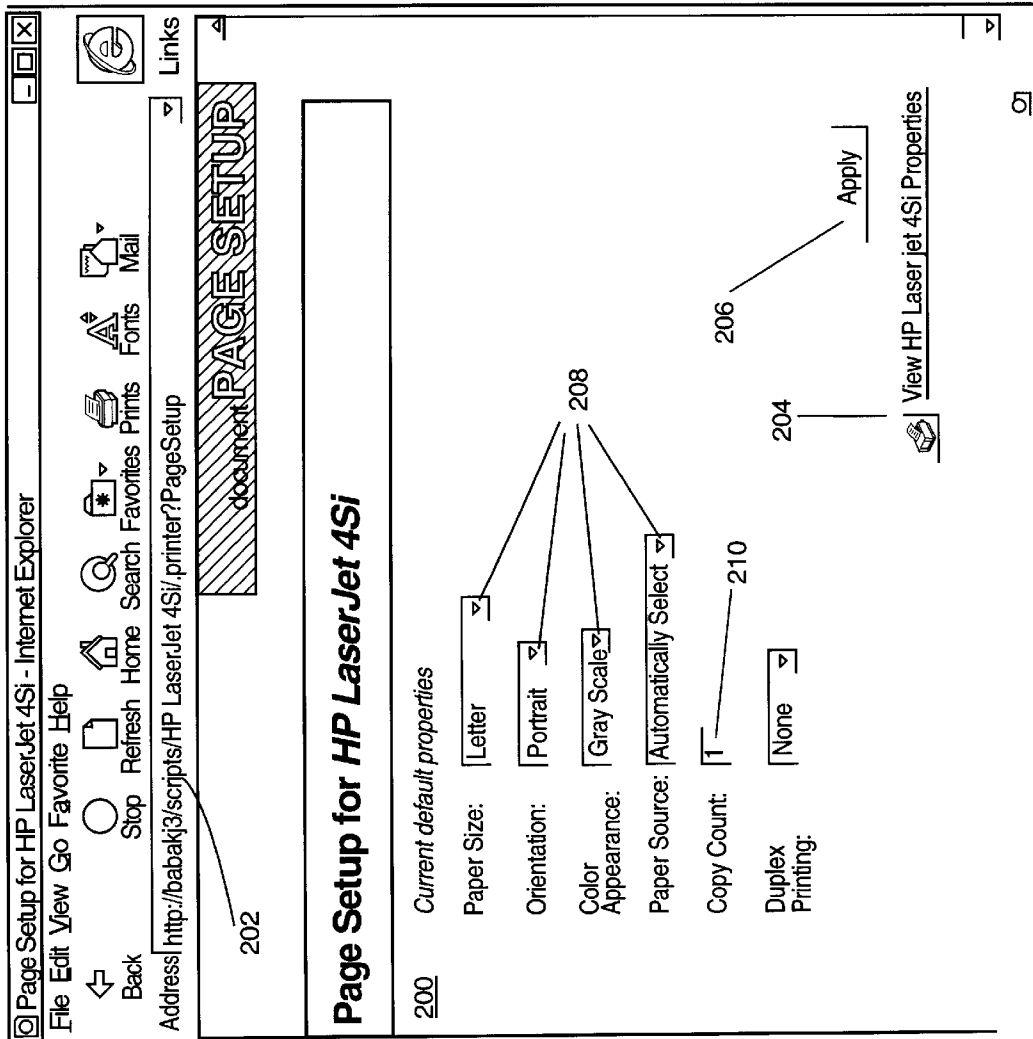 Page Setup for HP LaserJet 4Si - Internet Explorer
File Edit View Go Favorite Help
Back Stop Refresh Home Search Favorites Prints Fonts Mail
Address http://babakj3/scripts/HP LaserJet 4Si/.printer?PageSetup Links
202
document PAGE SETUP
Page Setup for HP LaserJet 4Si
200 Current default properties
Paper Size: Letter
Orientation: Portrait
208
Color
Appearance: Gray Scale
Paper Source: Automatically Select
Copy Count: 1
210
Duplex
Printing: None
206
Apply
204
View HP Laser jet 4Si Properties